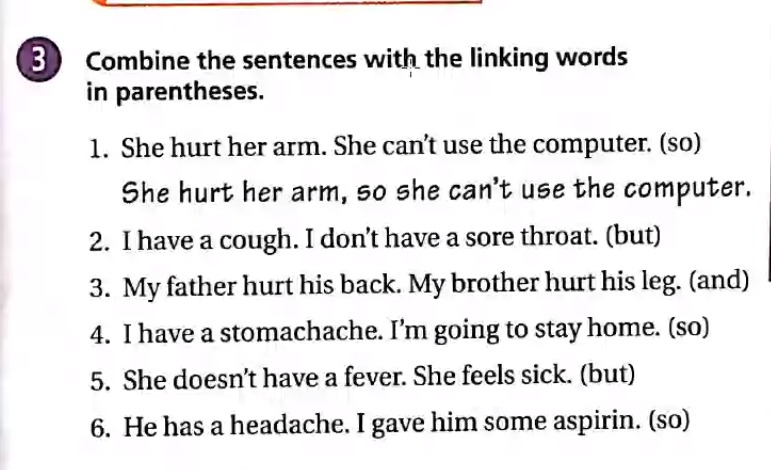 3 Combine the sentences with the linking words
in parentheses.
1. She hurt her arm. She can't use the computer. (so)
She hurt her arm, so she can't use the computer.
2. I have a cough. I don't have a sore throat. (but)
3. My father hurt his back. My brother hurt his leg. (and)
4. I have a stomachache. I'm going to stay home. (so)
5. She doesn't have a fever. She feels sick. (but)
6. He has a headache. I gave him some aspirin. (so)